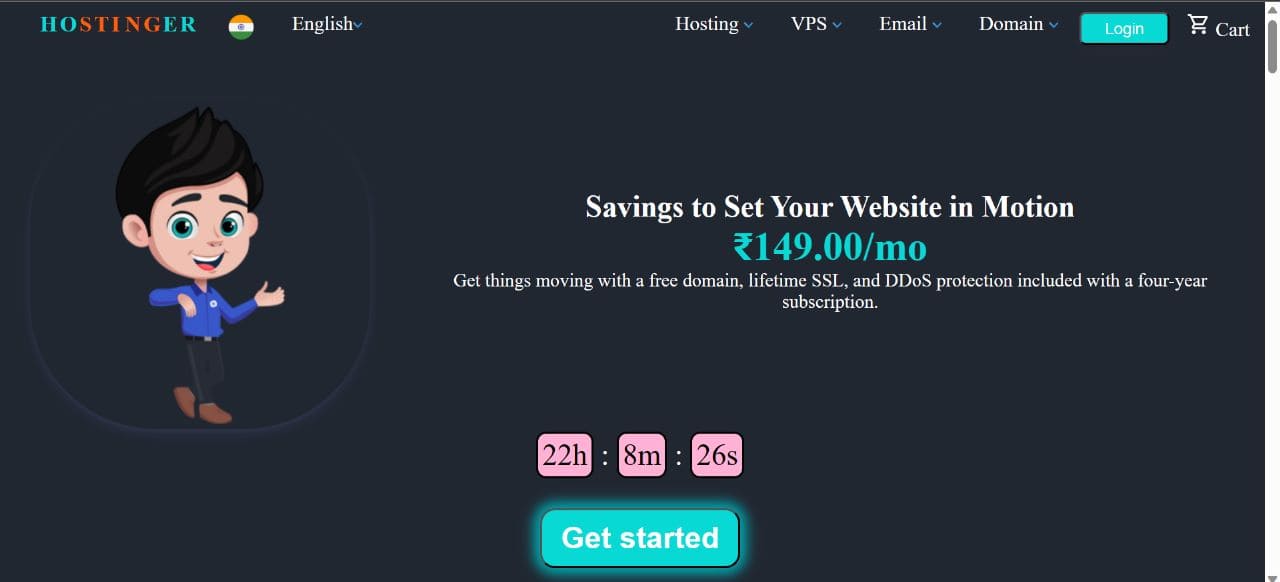 HOSTINGER English Hosting VPS Email Domain Login Cart
Savings to Set Your Website in Motion
₹149.00/mo
Get things moving with a free domain, lifetime SSL, and DDoS protection included with a four-year
subscription.
22h : 8m : 26s
Get started